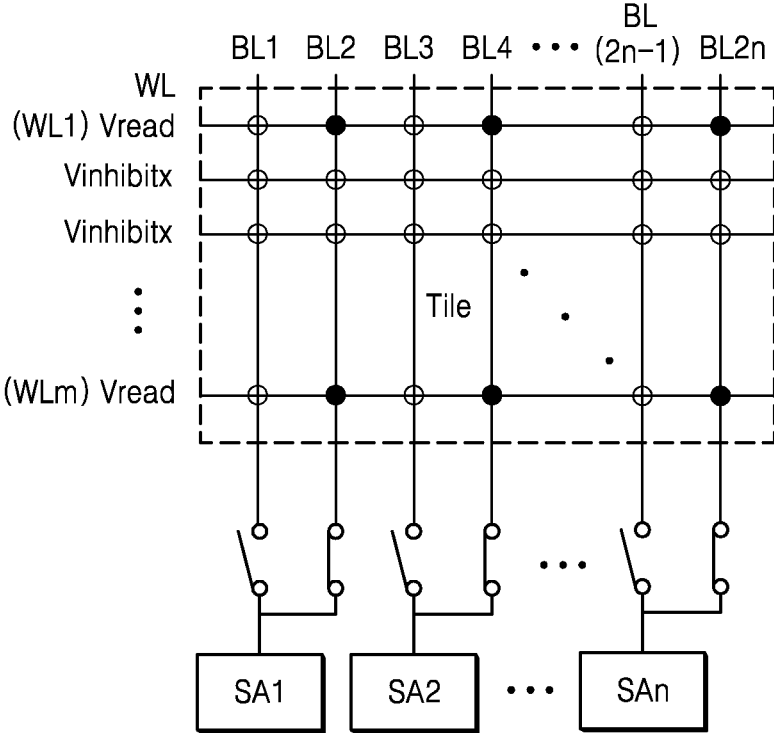 BL1 BL2 BL3 BL4 ••• BL
(2n-1) BL2n
WL
(WL1) Vread
Vinhibitx
Vinhibitx
Tile
(WLm) Vread
SA1 SA2 ••• SAn